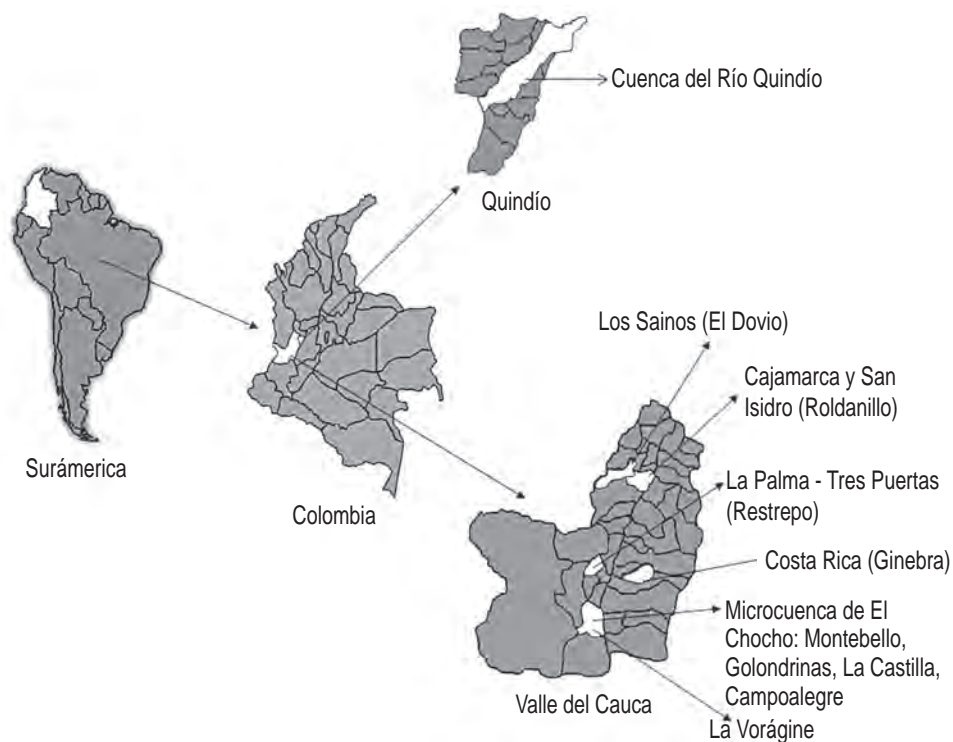 Cuenca del Río Quindío
Quindío
Surámerica
Colombia
Los Sainos (El Dovio)
Cajamarca y San
Isidro (Roldanillo)
La Palma - Tres Puertas
(Restrepo)
Costa Rica (Ginebra)
Microcuenca de El
Chocho: Montebello,
Golondrinas, La Castilla,
Campoalegre
Valle del Cauca
La Vorágine